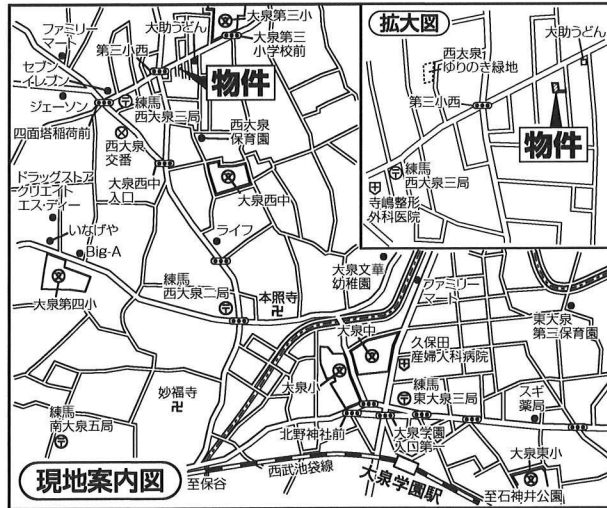 大泉第三小
大助うどん
大泉第三
小学校前
ファミリー
マート
第三小西
セブン
イレブン
物件
ジェーソン
練馬
西大泉三局
四面塔稲荷前
西大泉
交番
西大泉
保育園
大泉西中
入口
大泉西中
ドラッグストア
クリエイト
エス・ディー
いなげや
Big-A
ライフ
大泉第四小
練馬
西大泉二局
本照寺
大泉文華
幼稚園
ファミリー
マート
東大泉
第三保育園
大泉中
久保田
産婦人科病院
大泉小
練馬
東大泉三局
スギ
薬局
妙福寺
練馬
南大泉五局
北野神社前
大泉学園
入口第一
大泉東小
現地案内図
至保谷
西武池袋線
大泉学園駅
至石神井公園
拡大図
大助うどん
西大泉
ゆりのき緑地
第三小西
物件
練馬
西大泉三局
寺嶋整形
外科医院